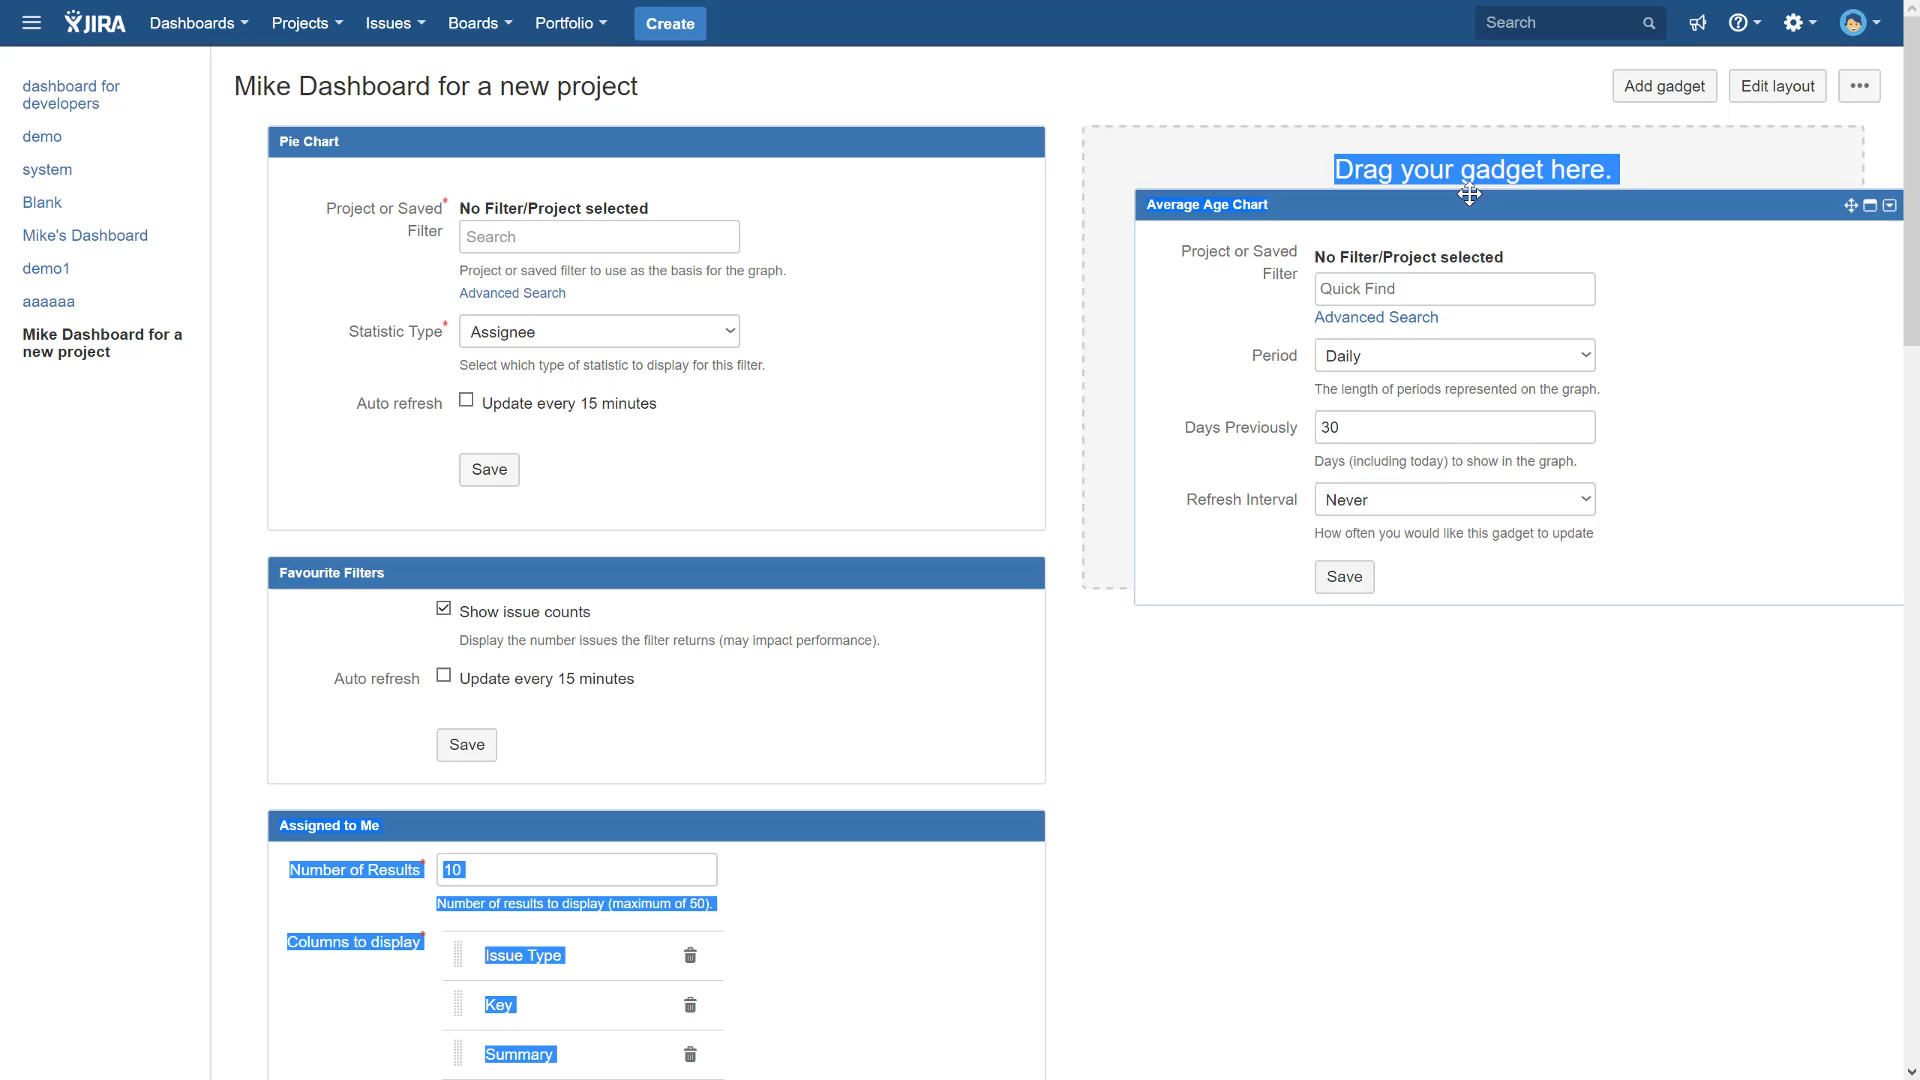 JIRA
Dashboards
Projects
Issues
Boards
Portfolio
Create
Search
dashboard for
developers
demo
system
Blank
Mike's Dashboard
demo1
aaaaaa
Mike Dashboard for a
new project
Mike Dashboard for a new project
Add gadget
Edit layout
Pie Chart
Project or Saved*
Filter
No Filter/Project selected
Search
Project or saved filter to use as the basis for the graph.
Advanced Search
Statistic Type*
Assignee
Select which type of statistic to display for this filter.
Auto refresh
Update every 15 minutes
Save
Favourite Filters
Show issue counts
Display the number issues the filter returns (may impact performance).
Auto refresh
Update every 15 minutes
Save
Assigned to Me
Number of Results*
10
Number of results to display (maximum of 50).
Columns to display*
Issue Type
Key
Summary
Drag your gadget here.
Average Age Chart
Project or Saved
Filter
No Filter/Project selected
Quick Find
Advanced Search
Period
Daily
The length of periods represented on the graph.
Days Previously
30
Days (including today) to show in the graph.
Refresh Interval
Never
How often you would like this gadget to update
Save